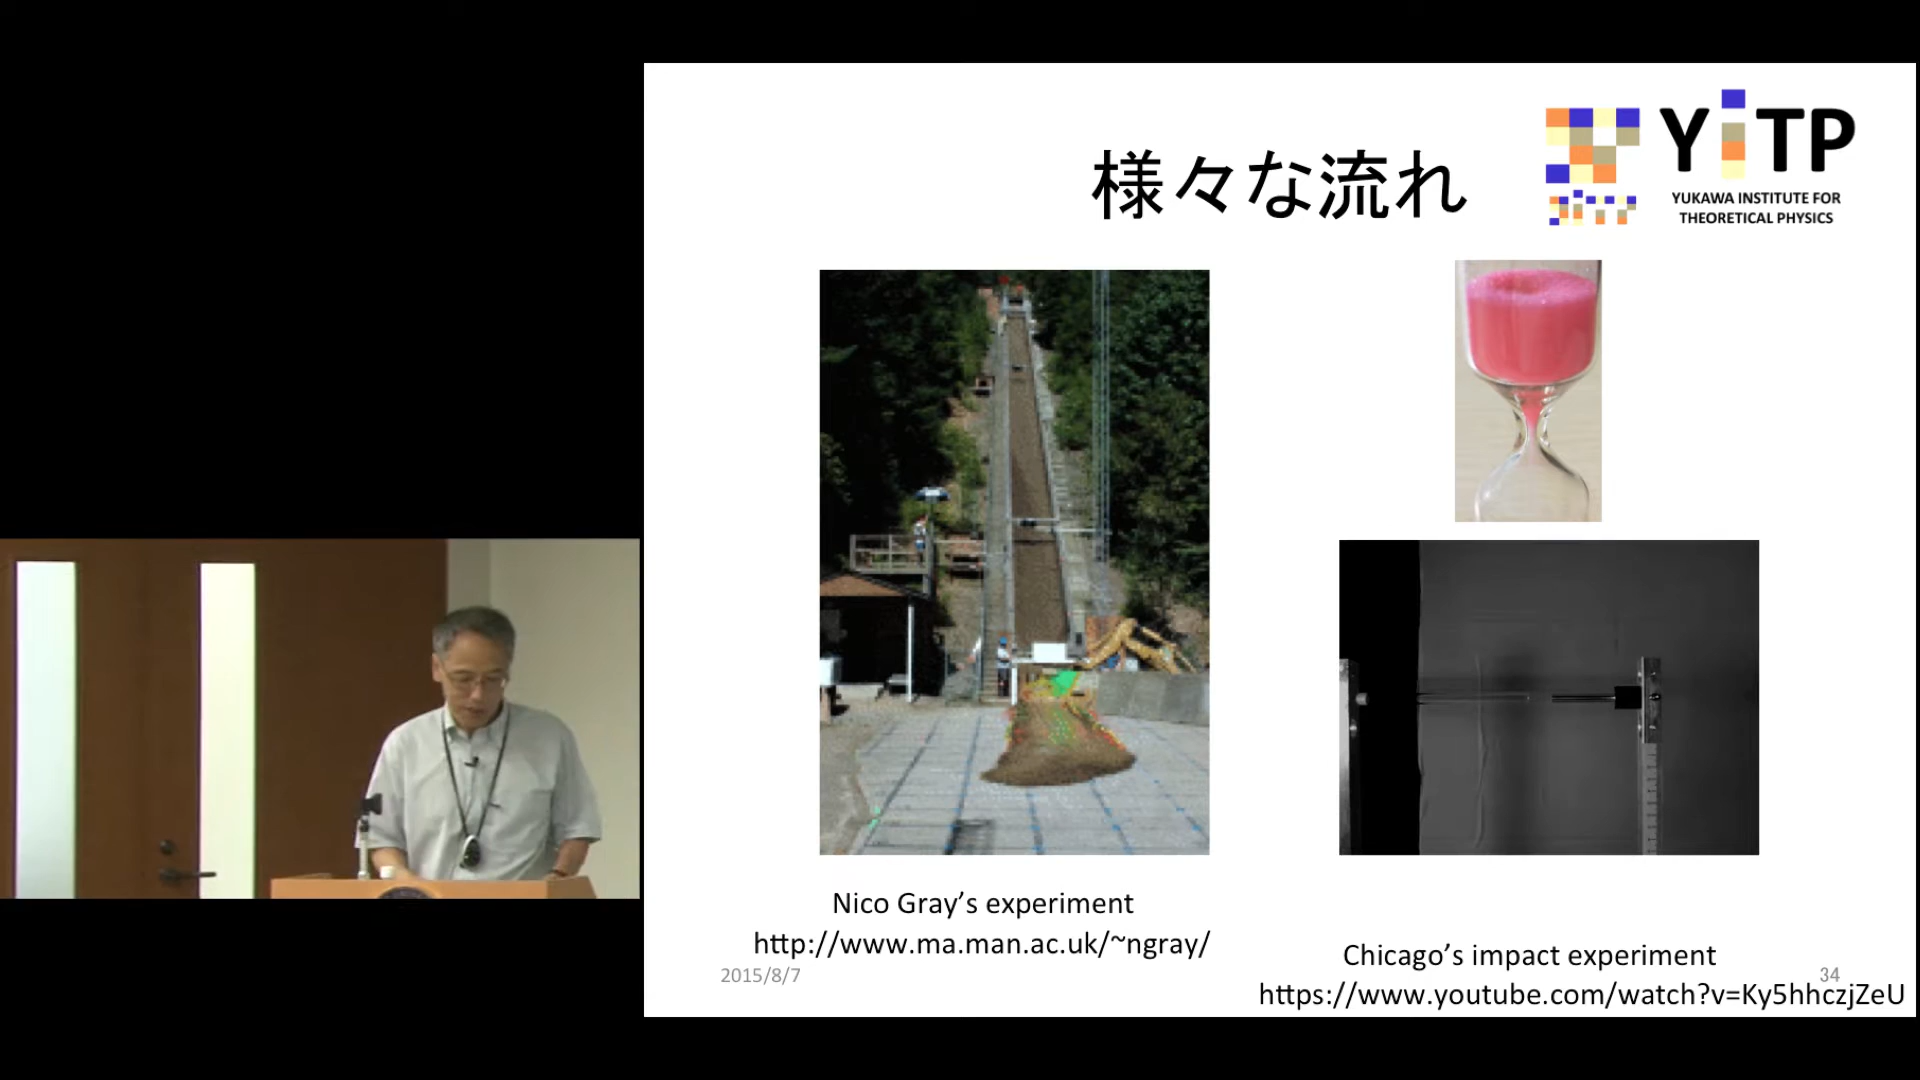 様々な流れ
YiTP
YUKAWA INSTITUTE FOR
THEORETICAL PHYSICS
Nico Gray’s experiment
http://www.ma.man.ac.uk/~ngray/
2015/8/7
Chicago’s impact experiment
34
https://www.youtube.com/watch?v=Ky5hhczjZeU